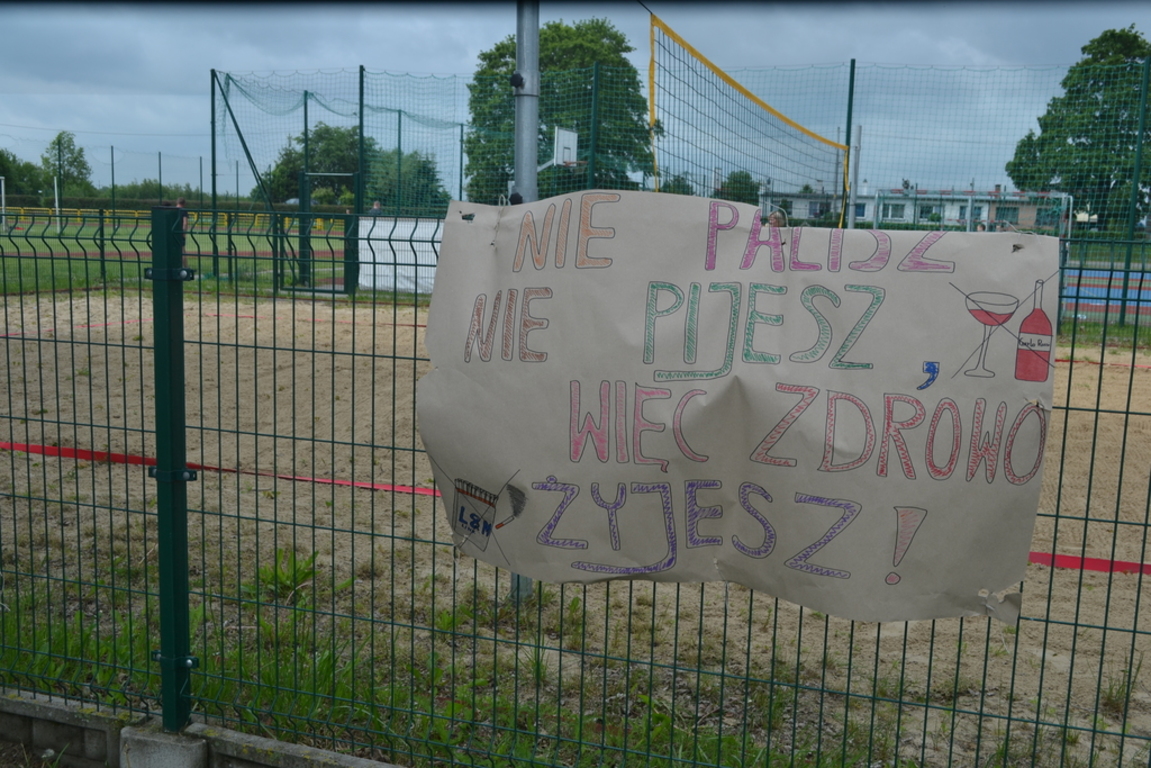 NIE PALISZ
NIE PIJESZ,
WIĘC ZDROWO
ŻYJESZ!
L&M